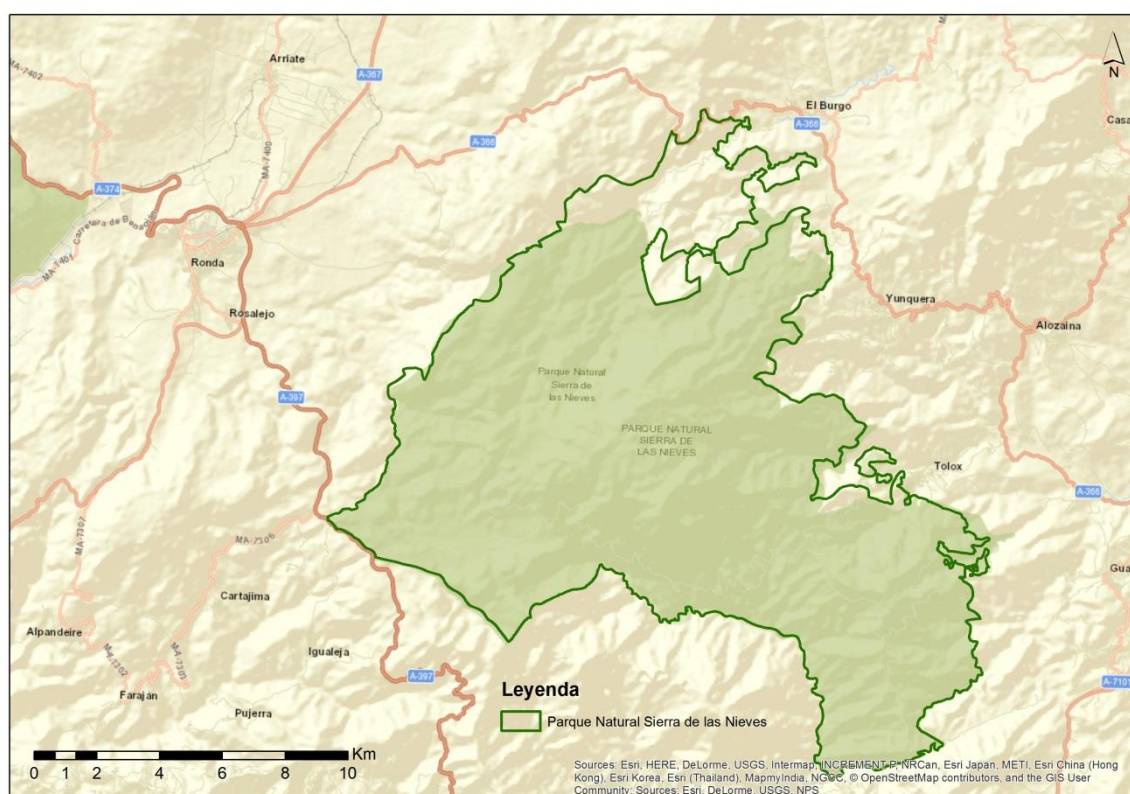 Arriate
MA-7402
A-367
A-366
El Burgo
A-366
Casa
N
MA-7400
A-374
Carretera de Benaoján
MA-7401
Ronda
Rosalejo
Yunquera
Alozaina
Parque Natural
Sierra de
las Nieves
A-397
PARQUE NATURAL
SIERRA DE
LAS NIEVES
Tolox
A-366
MA-7307
MA-7306
Cartajima
Gua
Alpandeire
Igualeja
MA-7302
MA-7303
A-397
Faraján
A-7101
Pujerra
Leyenda
Parque Natural Sierra de las Nieves
Km
0 1 2 4 6 8 10
Sources: Esri, HERE, DeLorme, USGS, Intermap, INCREMENT P, NRCan, Esri Japan, METI, Esri China (Hong
Kong), Esri Korea, Esri (Thailand), MapmyIndia, NGCC, © OpenStreetMap contributors, and the GIS User
Community; Sources: Esri, DeLorme, USGS, NPS